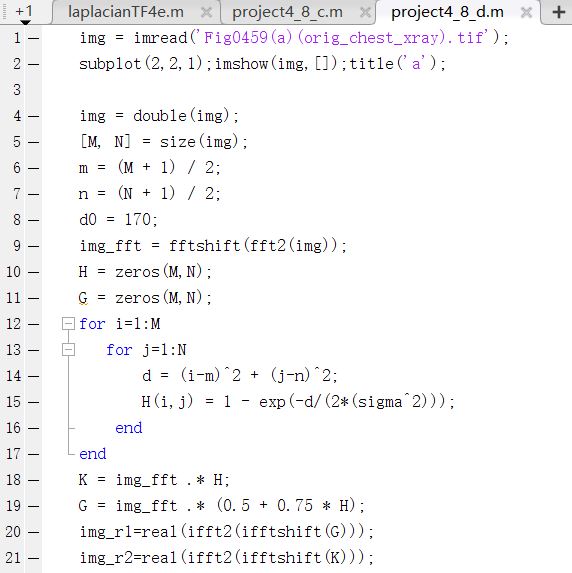 +1 laplacianTF4e.m × project4_8_c.m × project4_8_d.m × +
1 — img = imread('Fig0459(a)(orig_chest_xray).tif');
2 — subplot(2,2,1);imshow(img,[]);title('a');
3
4 — img = double(img);
5 — [M, N] = size(img);
6 — m = (M + 1) / 2;
7 — n = (N + 1) / 2;
8 — d0 = 170;
9 — img_fft = fftshift(fft2(img));
10 — H = zeros(M,N);
11 — G = zeros(M,N);
12 — for i=1:M
13 — for j=1:N
14 — d = (i-m)^2 + (j-n)^2;
15 — H(i,j) = 1 - exp(-d/(2*(sigma^2)));
16 — end
17 — end
18 — K = img_fft .* H;
19 — G = img_fft .* (0.5 + 0.75 * H);
20 — img_r1=real(ifft2(ifftshift(G)));
21 — img_r2=real(ifft2(ifftshift(K)));